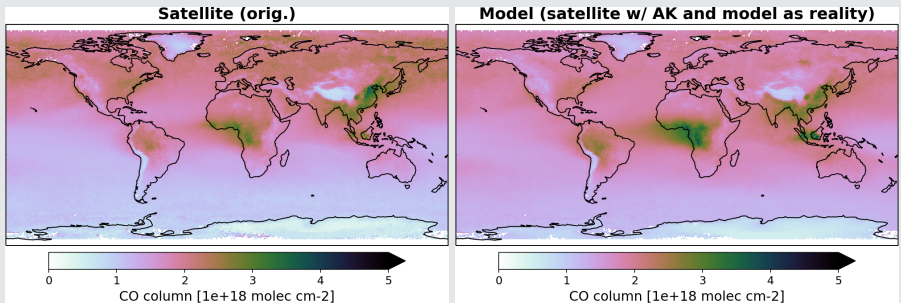 Satellite (orig.)
Model (satellite w/ AK and model as reality)
0 1 2 3 4 5
CO column [1e+18 molec cm-2]
0 1 2 3 4 5
CO column [1e+18 molec cm-2]